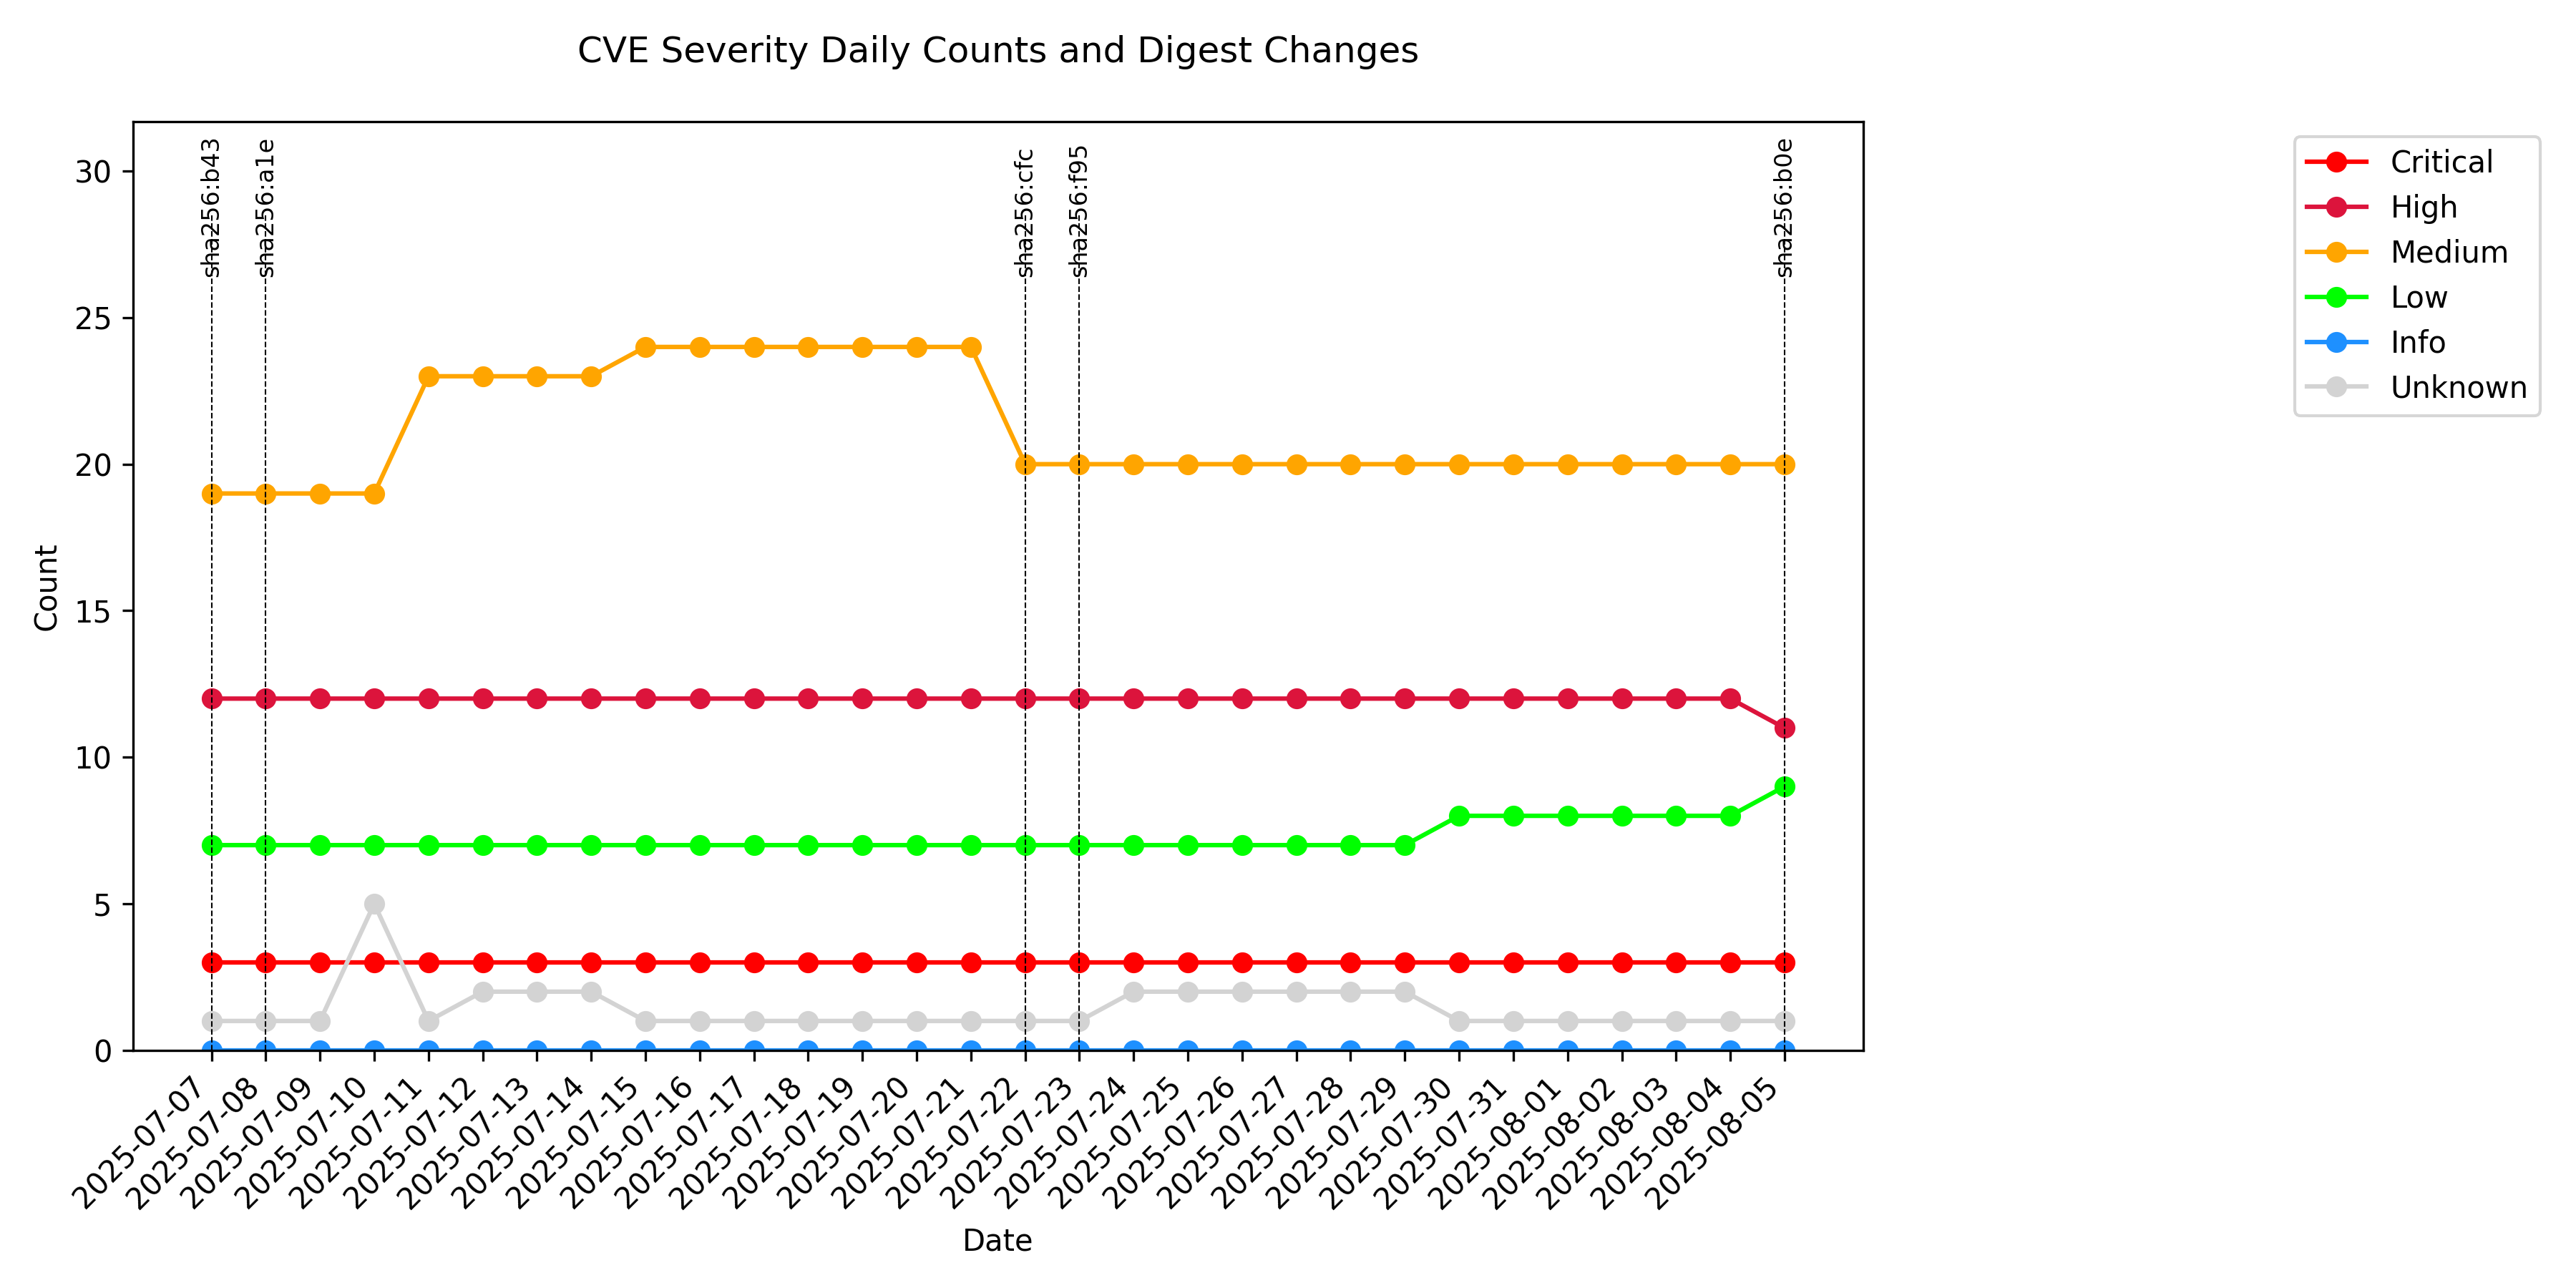 CVE Severity Daily Counts and Digest Changes
sha256:b43
sha256:a1e
sha256:cfc
sha256:f95
sha256:b0e
Critical
High
Medium
Low
Info
Unknown
Count
30
25
20
15
10
5
0
2025-07-07
2025-07-08
2025-07-09
2025-07-10
2025-07-11
2025-07-12
2025-07-13
2025-07-14
2025-07-15
2025-07-16
2025-07-17
2025-07-18
2025-07-19
2025-07-20
2025-07-21
2025-07-22
2025-07-23
2025-07-24
2025-07-25
2025-07-26
2025-07-27
2025-07-28
2025-07-29
2025-07-30
2025-07-31
2025-08-01
2025-08-02
2025-08-03
2025-08-04
2025-08-05
Date